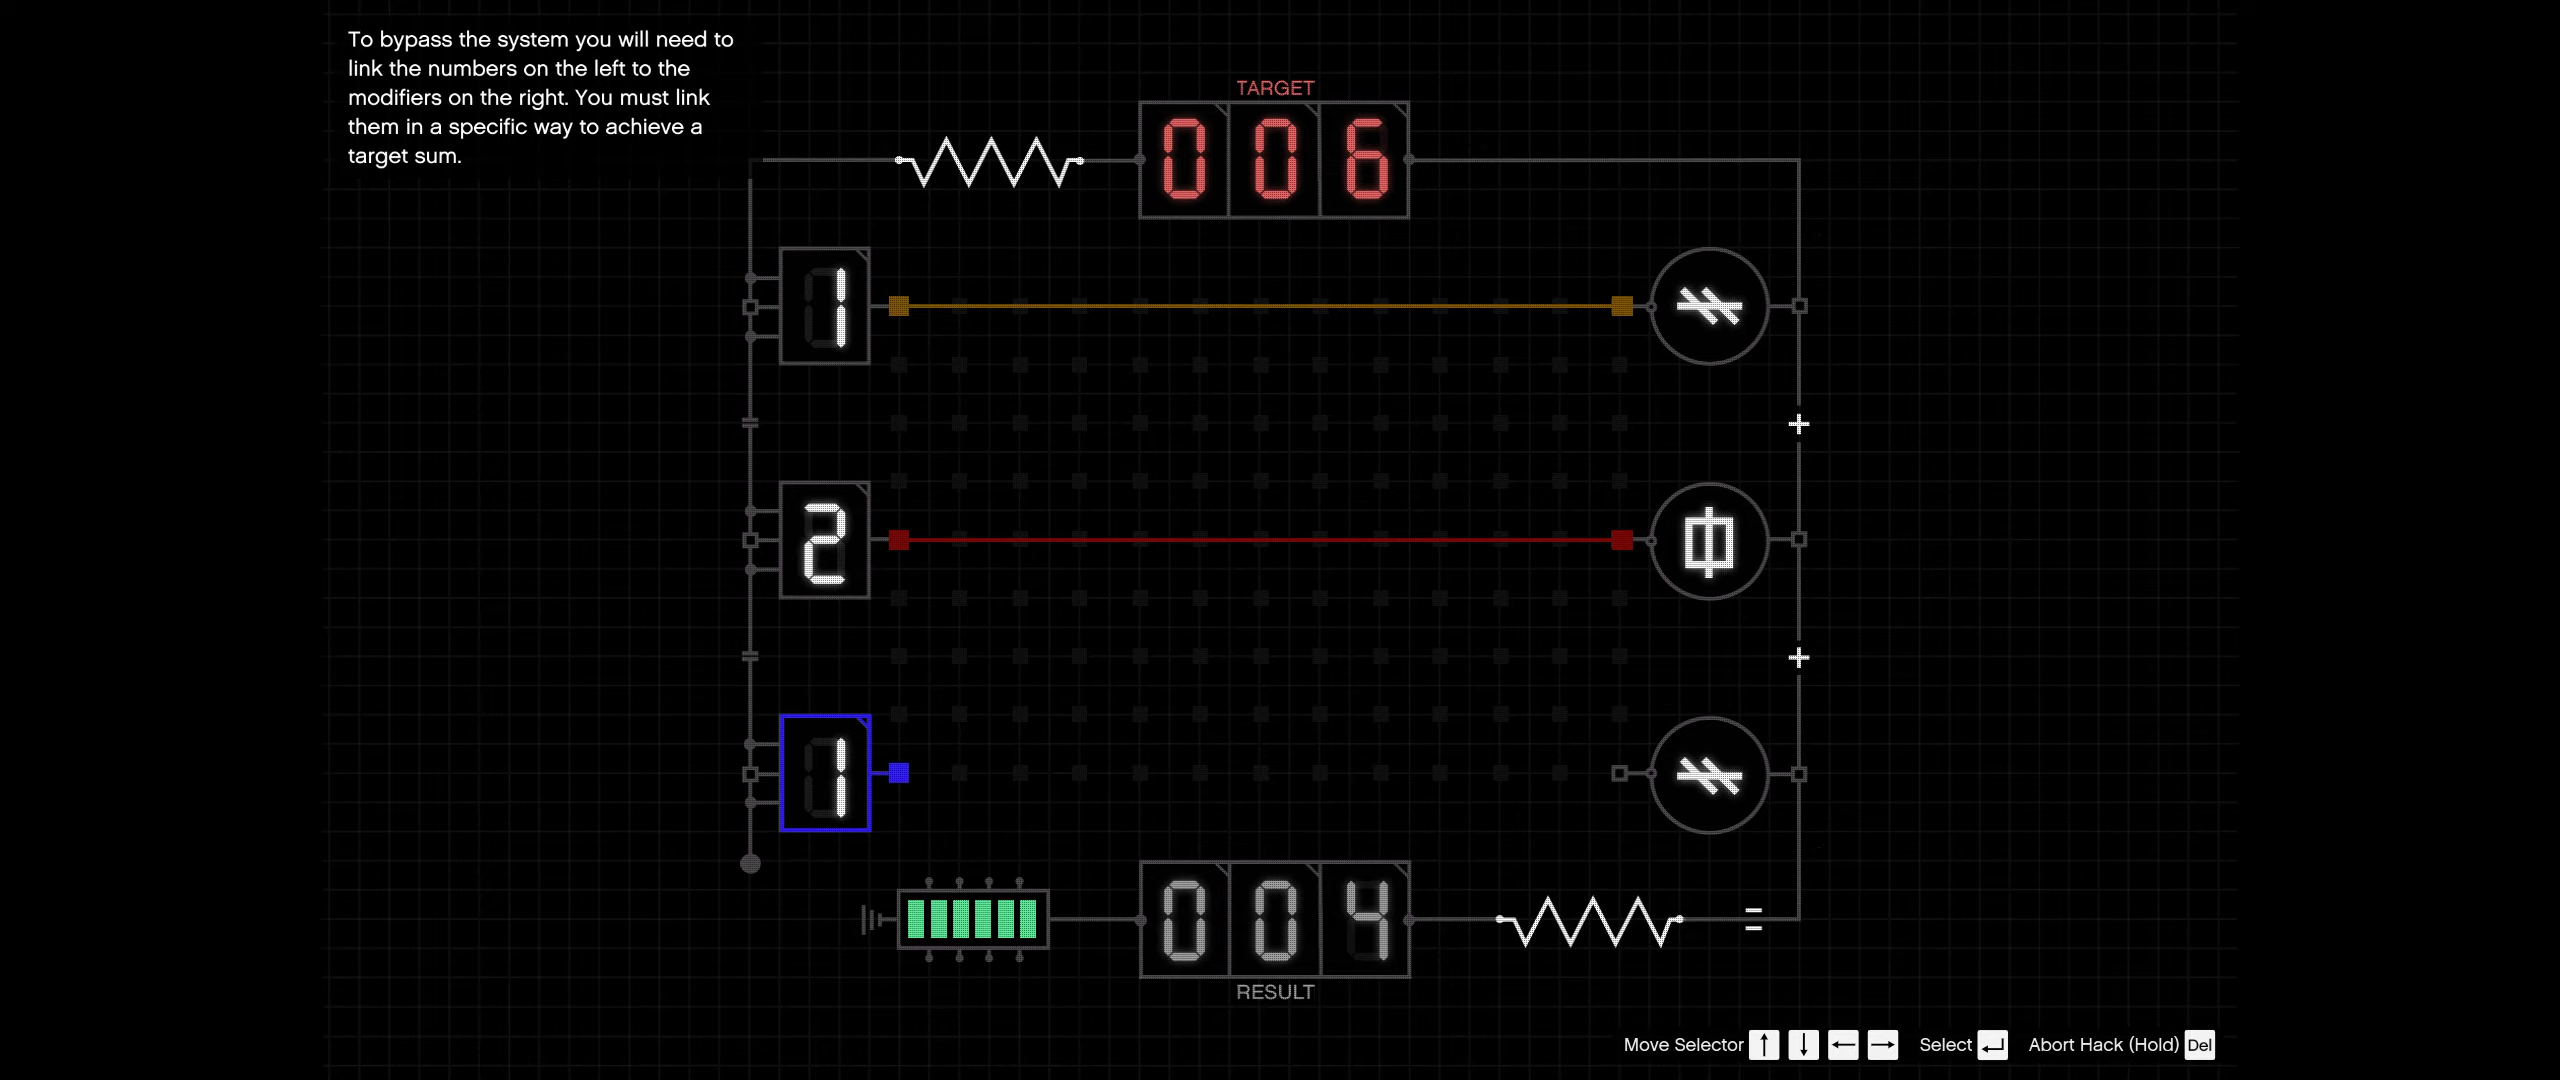 To bypass the system you will need to
link the numbers on the left to the
modifiers on the right. You must link
them in a specific way to achieve a
target sum.
TARGET
006
1
+
2
+
1
004
=
RESULT
Move Selector ↑ ↓ ← → Select ↵ Abort Hack (Hold) Del